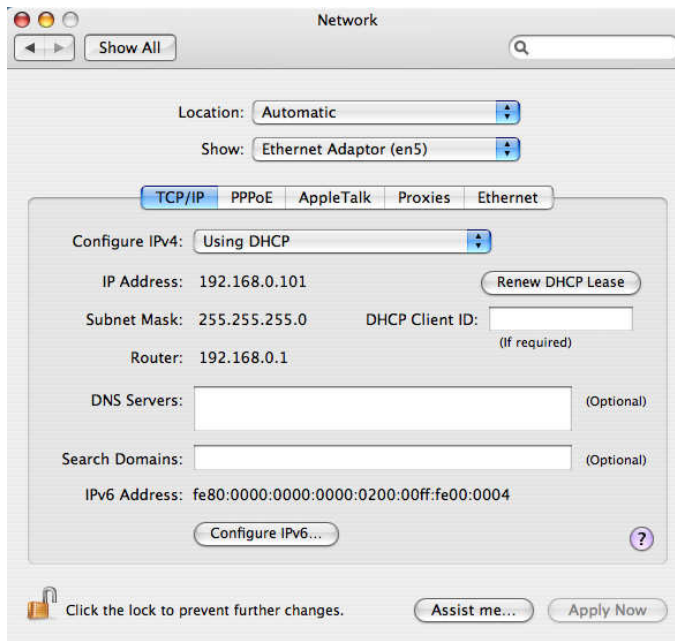 Network
Show All
Location: Automatic
Show: Ethernet Adaptor (en5)
TCP/IP PPPoE AppleTalk Proxies Ethernet
Configure IPv4: Using DHCP
IP Address: 192.168.0.101 Renew DHCP Lease
Subnet Mask: 255.255.255.0 DHCP Client ID:
(If required)
Router: 192.168.0.1
DNS Servers: (Optional)
Search Domains: (Optional)
IPv6 Address: fe80:0000:0000:0000:0200:00ff:fe00:0004
Configure IPv6...
?
Click the lock to prevent further changes. Assist me... Apply Now